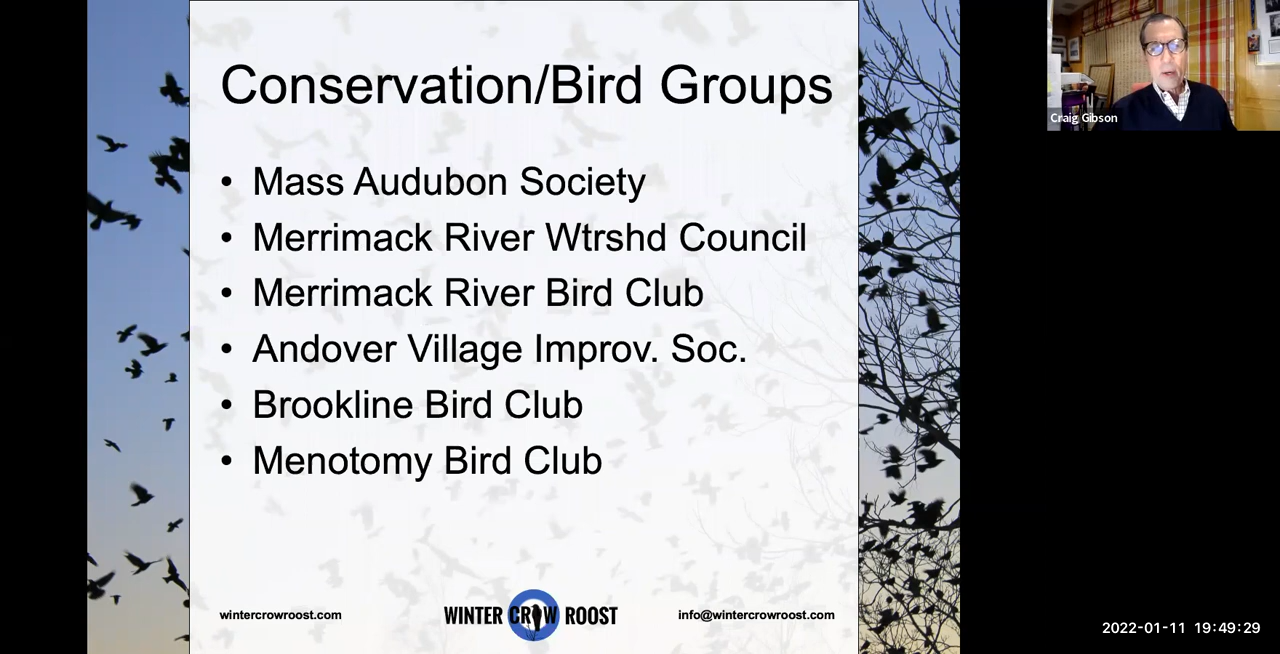 Conservation/Bird Groups
• Mass Audubon Society
• Merrimack River Wtrshd Council
• Merrimack River Bird Club
• Andover Village Improv. Soc.
• Brookline Bird Club
• Menotomy Bird Club
wintercrowroost.com
WINTER CROW ROOST
info@wintercrowroost.com
Craig Gibson
2022-01-11 19:49:29